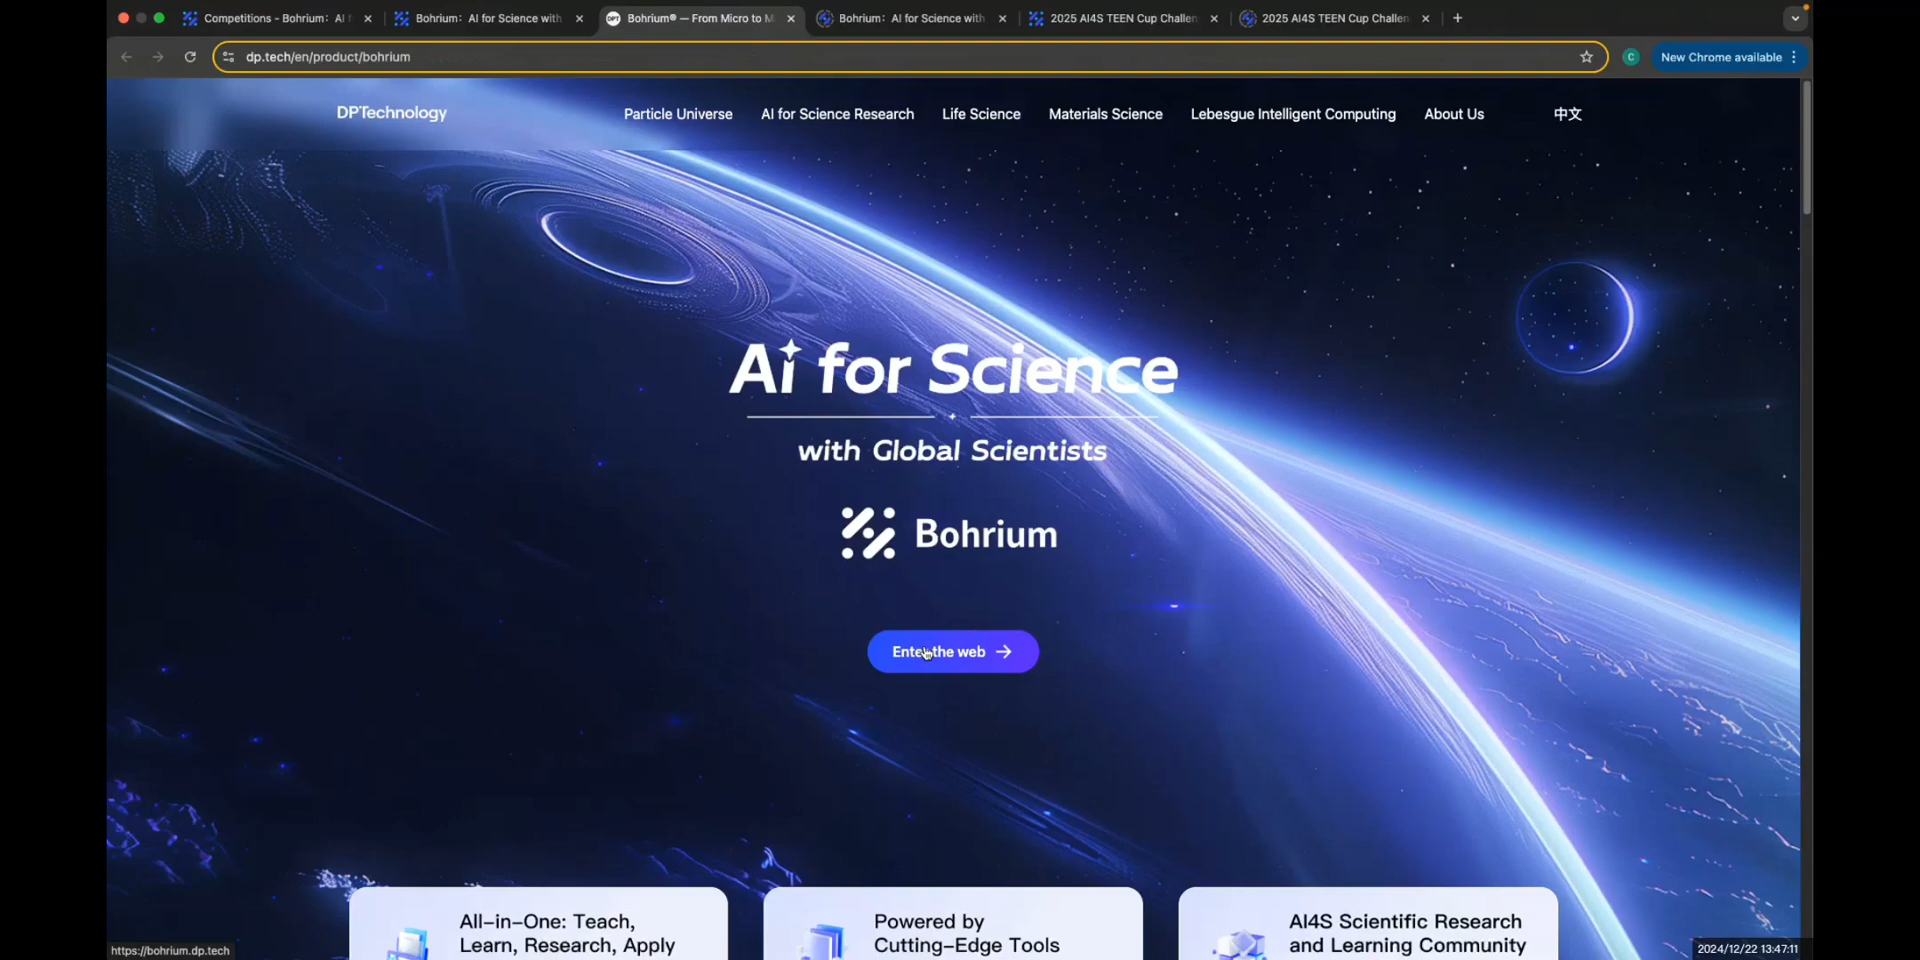 Competitions - Bohrium: AI f
Bohrium: AI for Science with
Bohrium® — From Micro to M
Bohrium: AI for Science with
2025 AI4S TEEN Cup Challen
2025 AI4S TEEN Cup Challen
dp.tech/en/product/bohrium
C
New Chrome available
DPTechnology
Particle Universe
AI for Science Research
Life Science
Materials Science
Lebesgue Intelligent Computing
About Us
中文
Ai for Science
with Global Scientists
Bohrium
Enter the web
All-in-One: Teach,
Learn, Research, Apply
Powered by
Cutting-Edge Tools
AI4S Scientific Research
and Learning Community
https://bohrium.dp.tech
2024/12/22 13:47:11